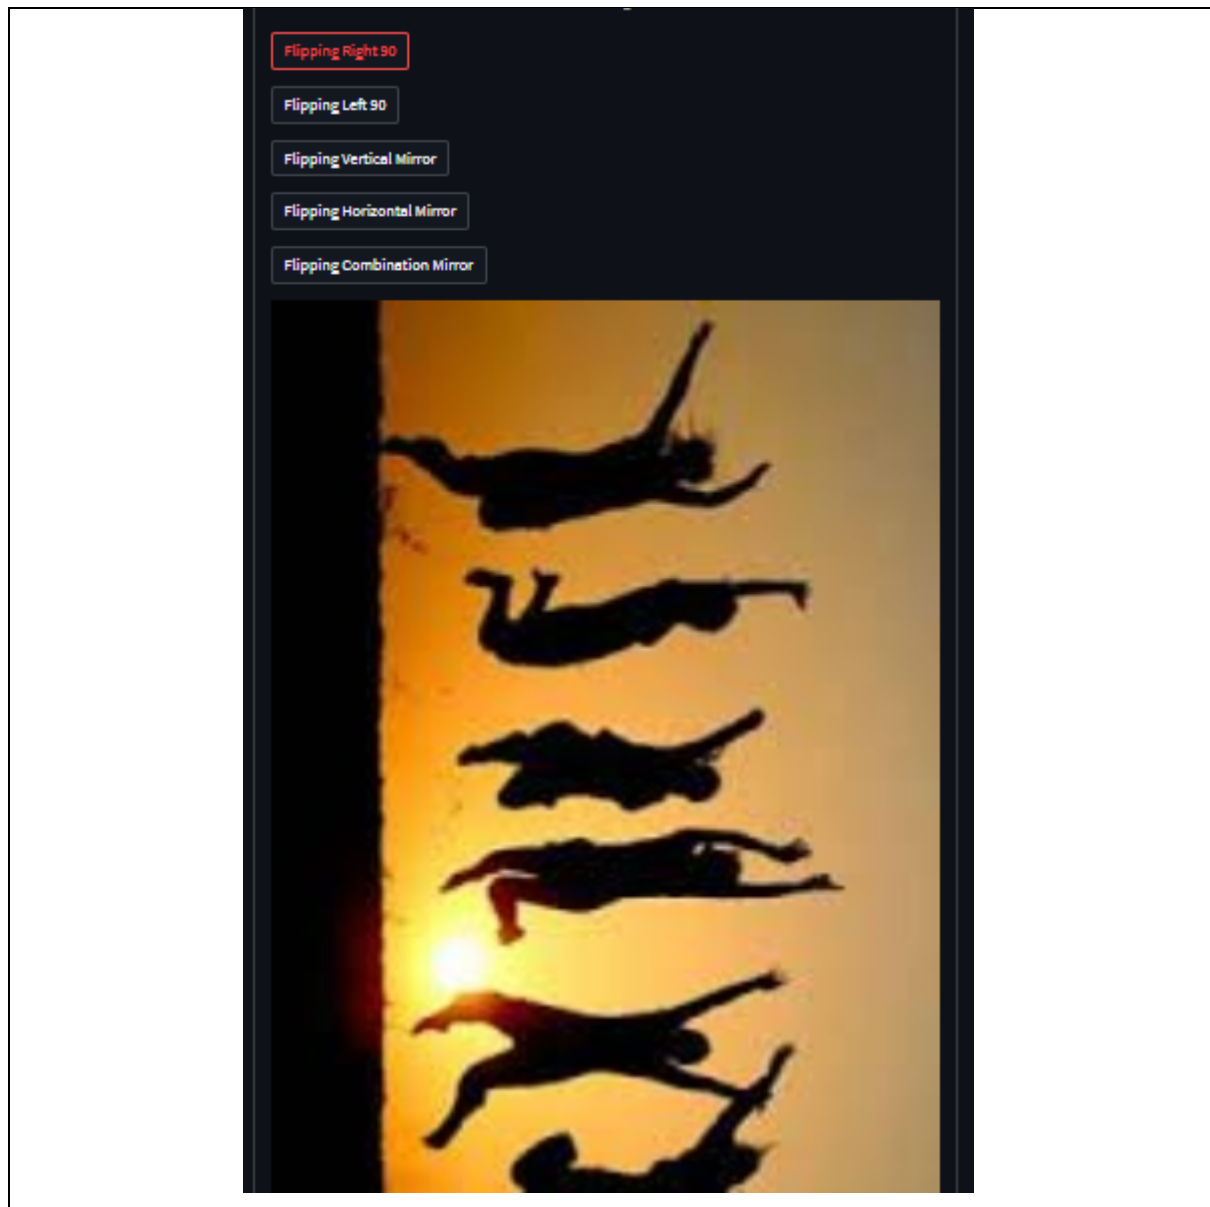 Flipping Right 90
Flipping Left 90
Flipping Vertical Mirror
Flipping Horizontal Mirror
Flipping Combination Mirror